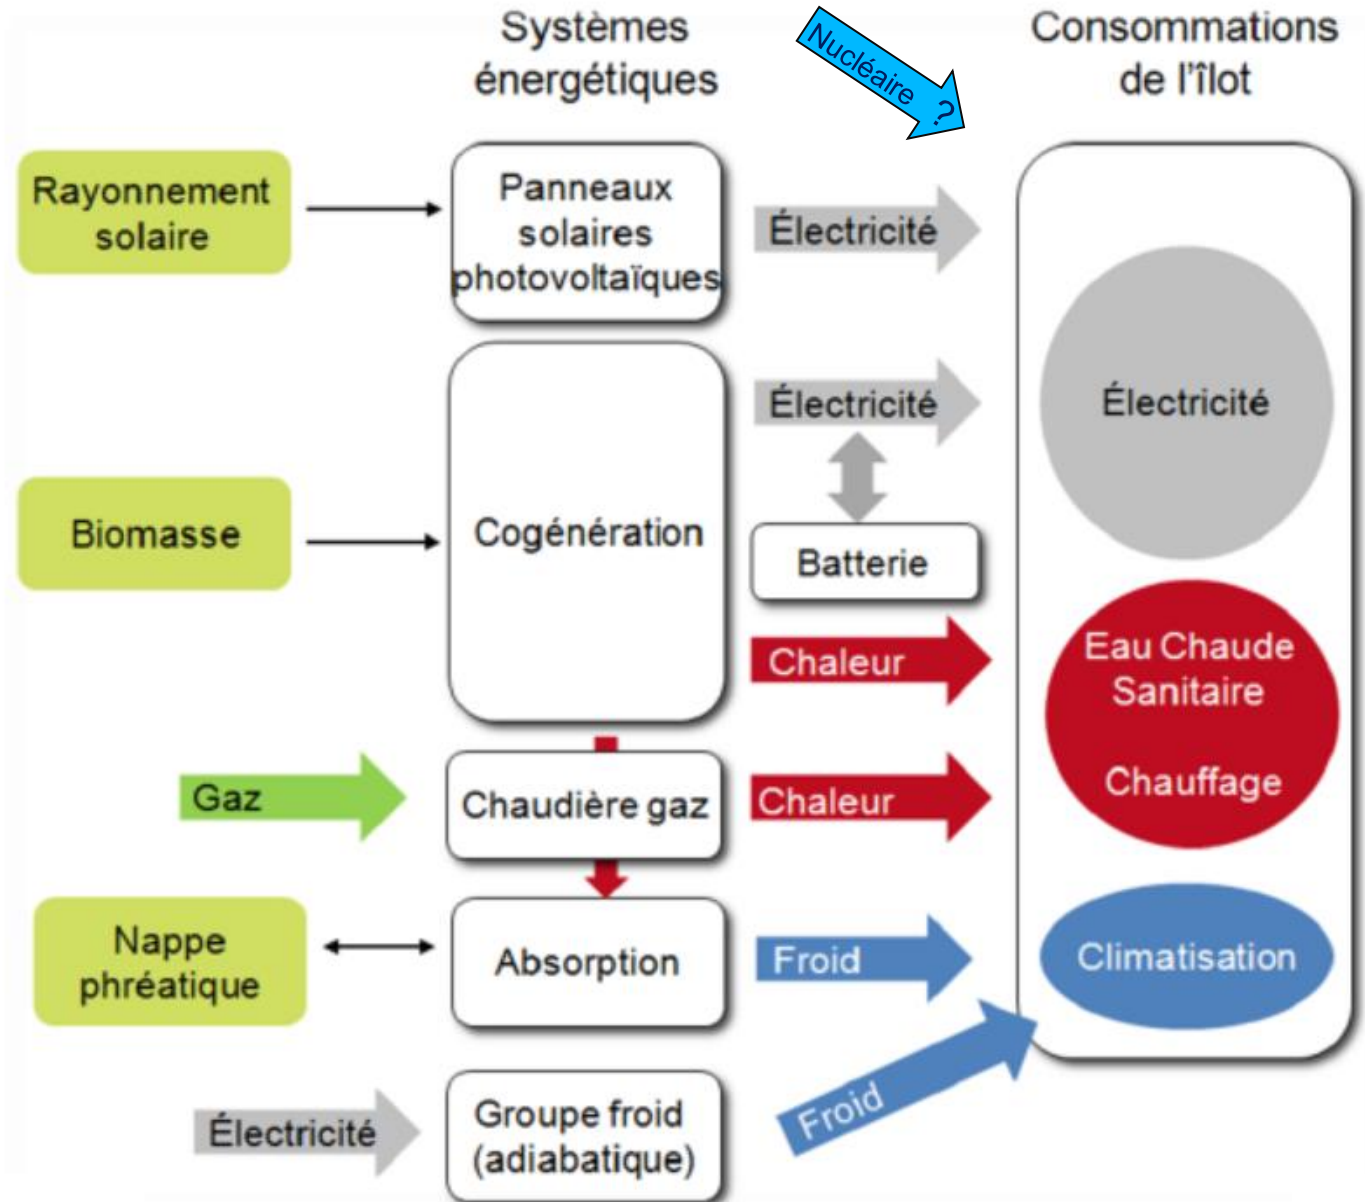 Systèmes
énergétiques
Nucléaire ?
Consommations
de l'îlot
Rayonnement
solaire
Panneaux
solaires
photovoltaïques
Électricité
Électricité
Électricité
Biomasse
Cogénération
Batterie
Chaleur
Eau Chaude
Sanitaire
Chauffage
Gaz
Chaudière gaz
Chaleur
Nappe
phréatique
Absorption
Froid
Climatisation
Électricité
Groupe froid
(adiabatique)
Froid